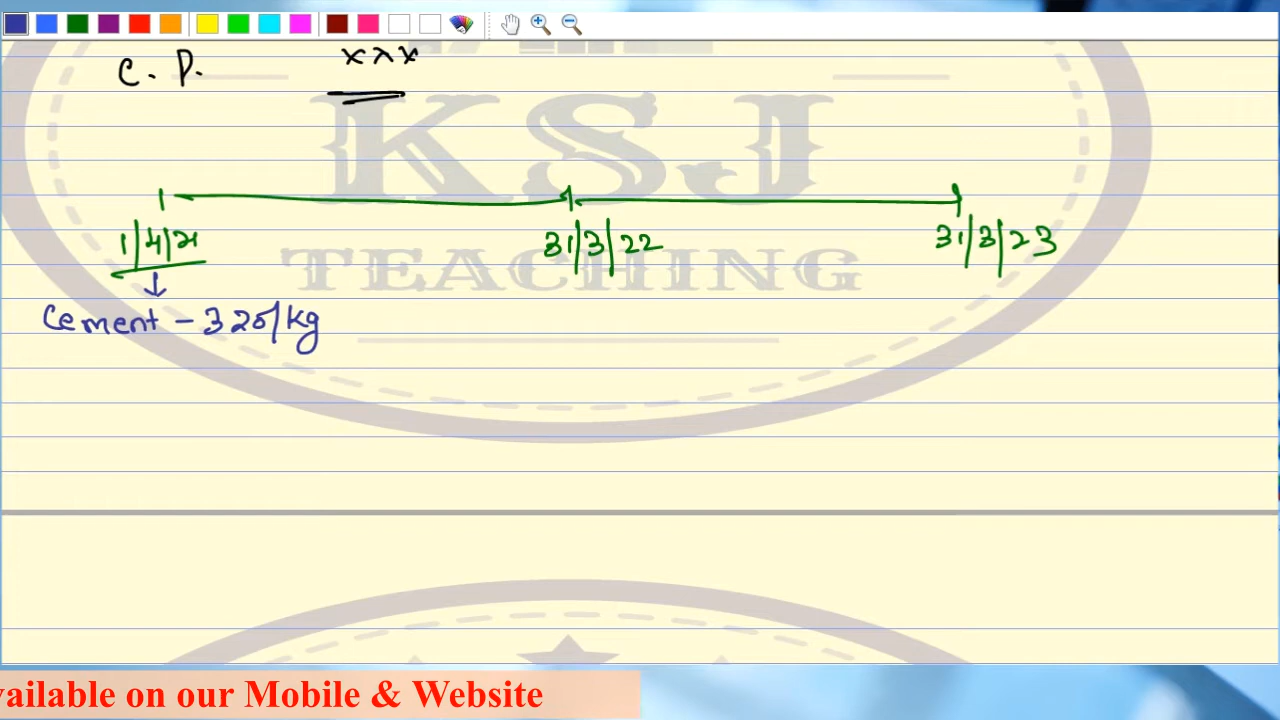 C. P. xxx
KSJ
1|4|21 31|3|22 31|3|23
TEACHING
Cement - 320/kg
vailable on our Mobile & Website